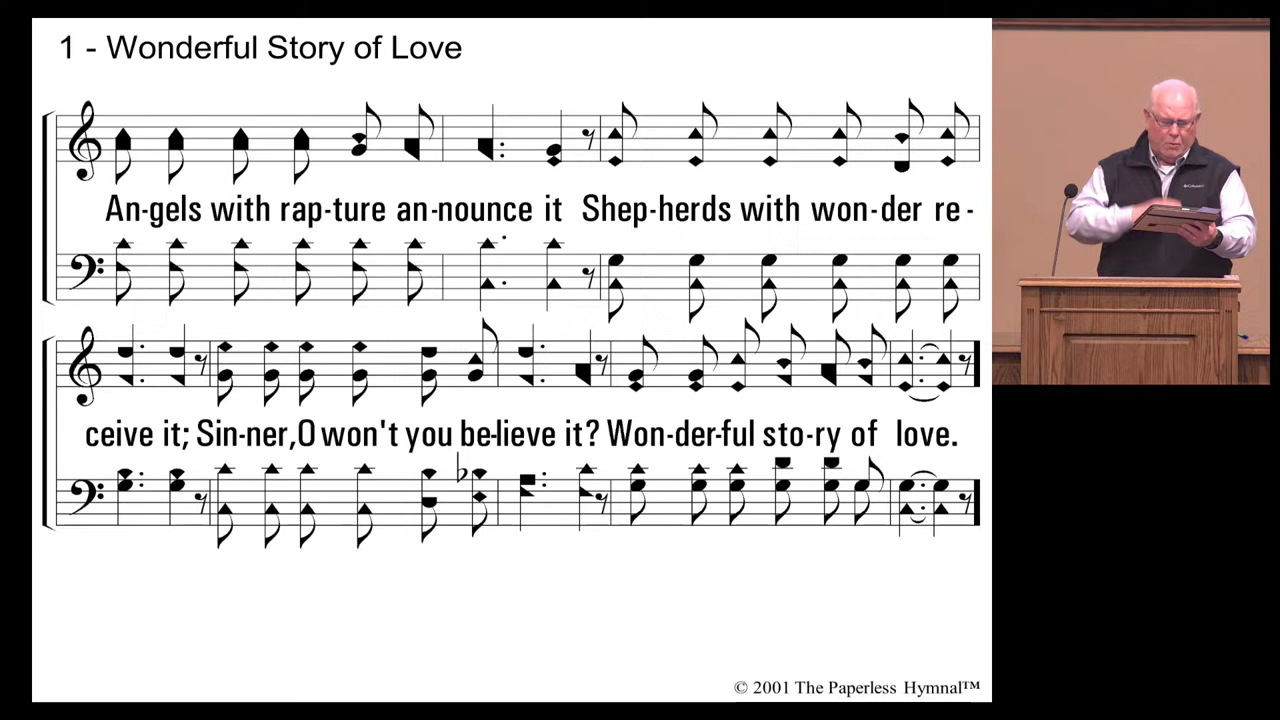 1 - Wonderful Story of Love
An-gels with rap-ture an-nounce it Shep-herds with won-der re-
ceive it; Sin-ner,O won't you be-lieve it? Won-der-ful sto-ry of love.
© 2001 The Paperless Hymnal™
Columbia